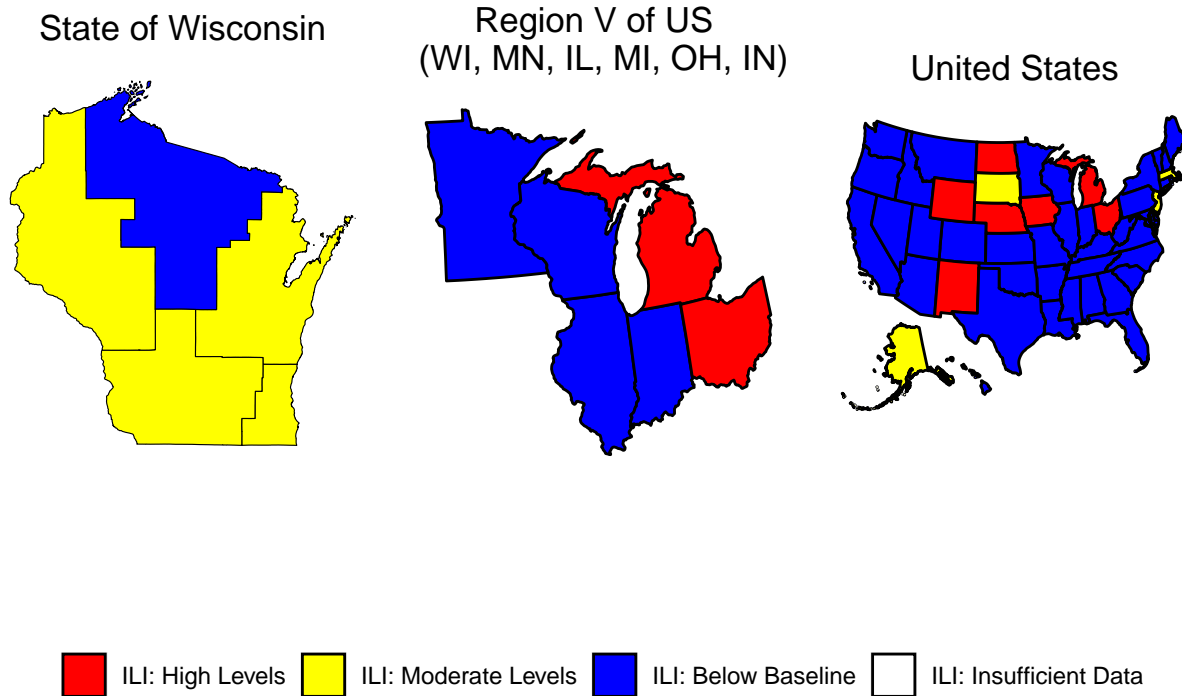 State of Wisconsin
Region V of US
(WI, MN, IL, MI, OH, IN)
United States
ILI: High Levels
ILI: Moderate Levels
ILI: Below Baseline
ILI: Insufficient Data